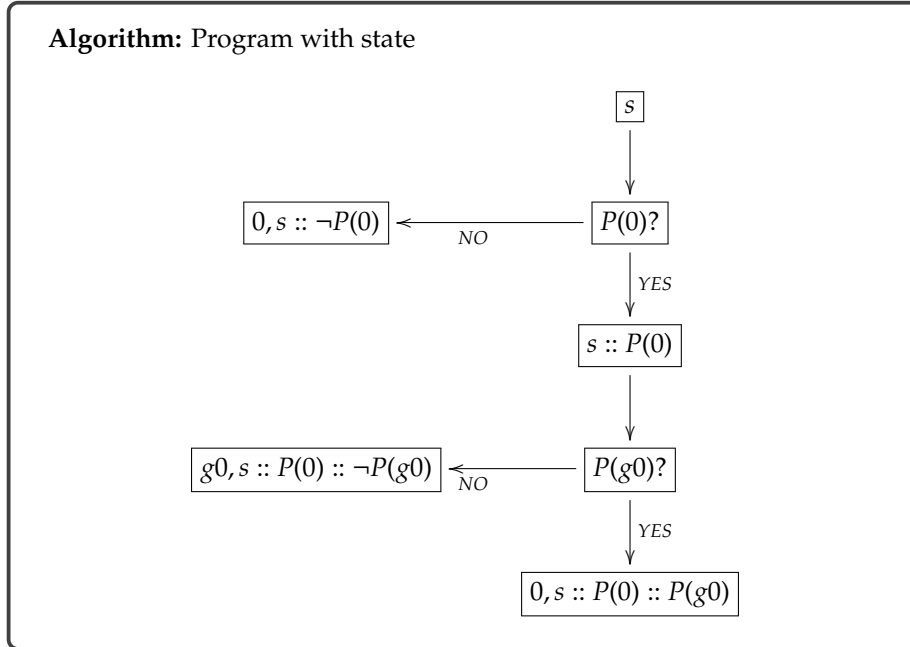 Algorithm: Program with state
s
0, s :: ¬P(0)
NO
P(0)?
YES
s :: P(0)
g0, s :: P(0) :: ¬P(g0)
NO
P(g0)?
YES
0, s :: P(0) :: P(g0)